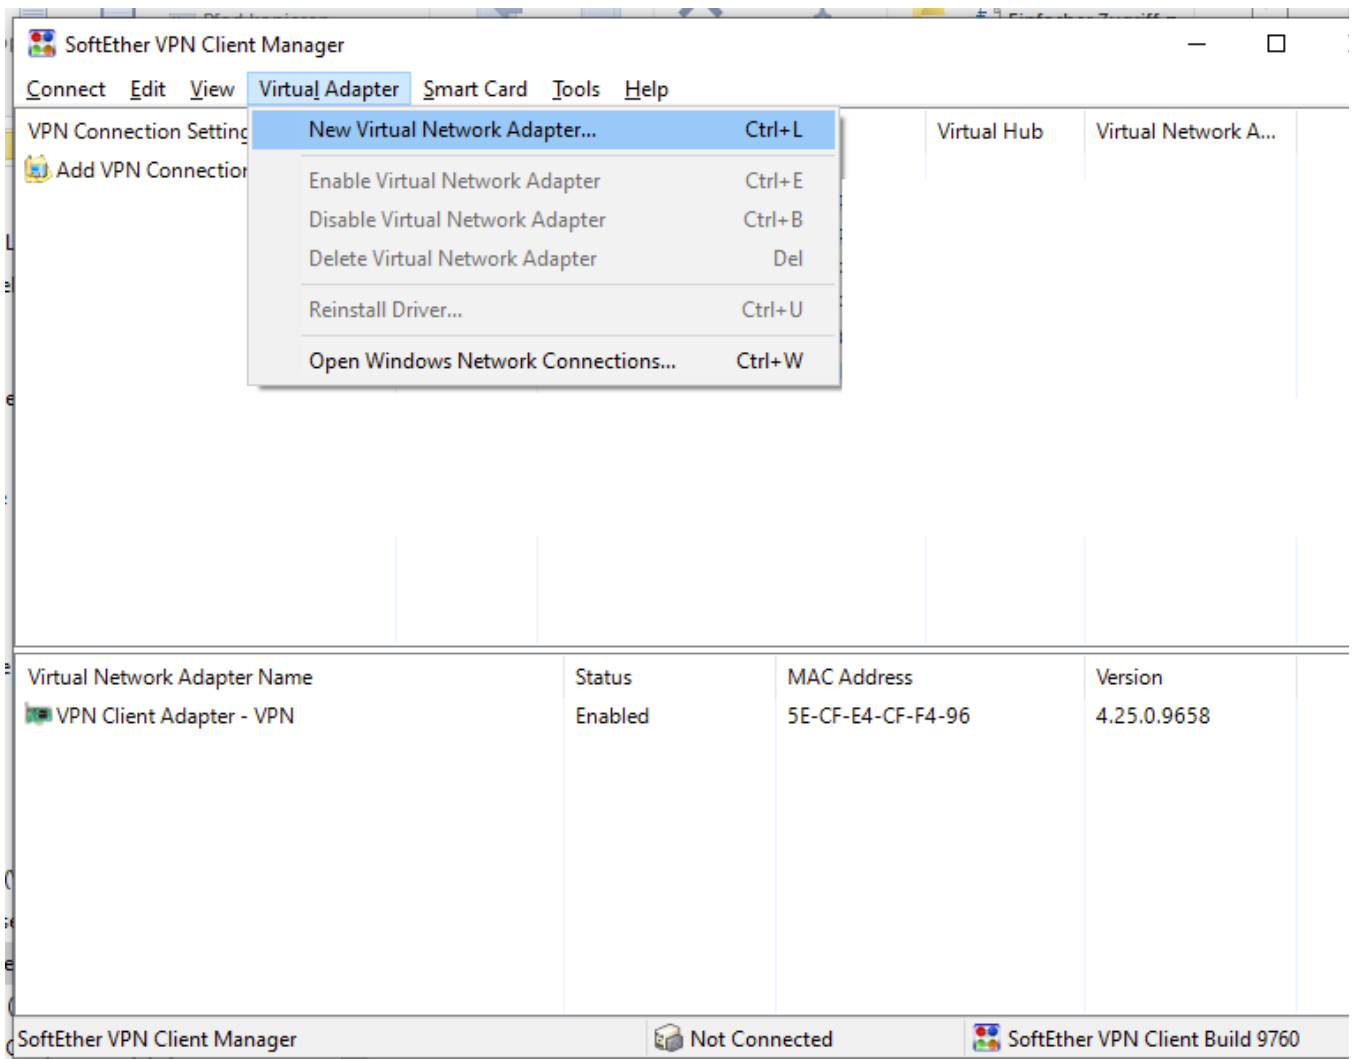 SoftEther VPN Client Manager
Connect Edit View Virtual Adapter Smart Card Tools Help
VPN Connection Setting Virtual Hub Virtual Network A...
Add VPN Connection
New Virtual Network Adapter... Ctrl+L
Enable Virtual Network Adapter Ctrl+E
Disable Virtual Network Adapter Ctrl+B
Delete Virtual Network Adapter Del
Reinstall Driver... Ctrl+U
Open Windows Network Connections... Ctrl+W
Virtual Network Adapter Name Status MAC Address Version
VPN Client Adapter - VPN Enabled 5E-CF-E4-CF-F4-96 4.25.0.9658
SoftEther VPN Client Manager Not Connected SoftEther VPN Client Build 9760